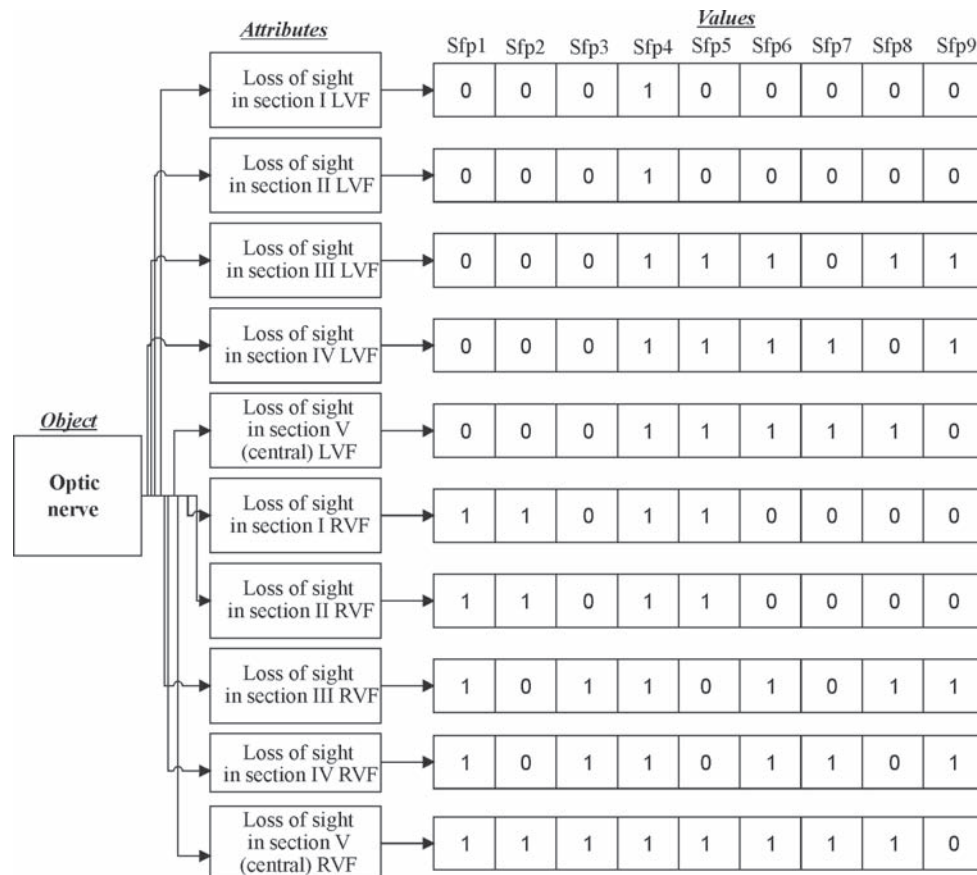 Attributes
Values
Sfp1 Sfp2 Sfp3 Sfp4 Sfp5 Sfp6 Sfp7 Sfp8 Sfp9
Loss of sight
in section I LVF
0 0 0 1 0 0 0 0 0
Loss of sight
in section II LVF
0 0 0 1 0 0 0 0 0
Loss of sight
in section III LVF
0 0 0 1 1 1 0 1 1
Loss of sight
in section IV LVF
0 0 0 1 1 1 1 0 1
Loss of sight
in section V
(central) LVF
0 0 0 1 1 1 1 1 0
Object
Optic
nerve
Loss of sight
in section I RVF
1 1 0 1 1 0 0 0 0
Loss of sight
in section II RVF
1 1 0 1 1 0 0 0 0
Loss of sight
in section III RVF
1 0 1 1 0 1 0 1 1
Loss of sight
in section IV RVF
1 0 1 1 0 1 1 0 1
Loss of sight
in section V
(central) RVF
1 1 1 1 1 1 1 1 0